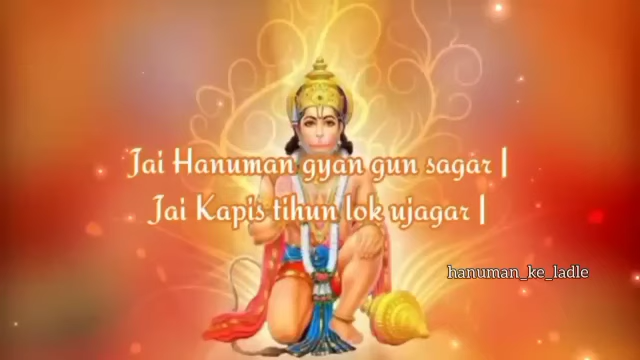 Jai Hanuman gyan gun sagar |
Jai Kapis tihun lok ujagar |
hanuman_ke_ladle